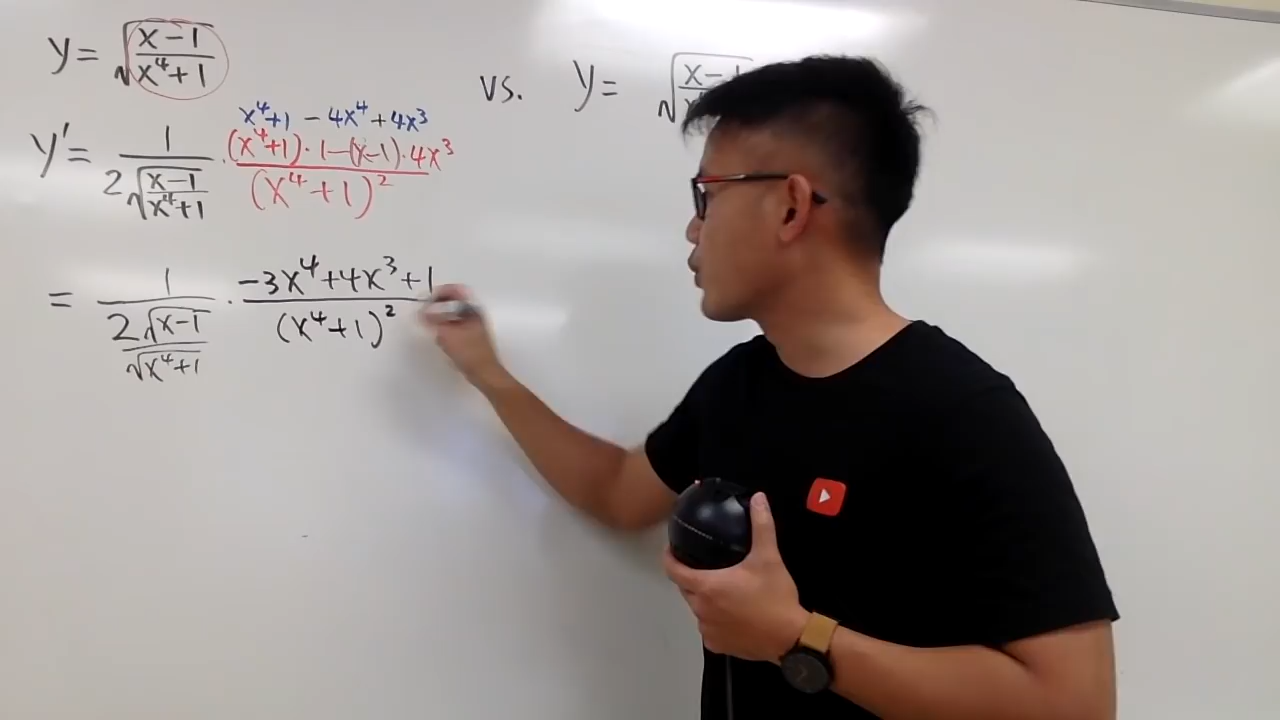 y = √((x-1)/(x⁴+1))
vs. y = √(x-1
x⁴+1 - 4x⁴ + 4x³
y' = 1/(2√((x-1)/(x⁴+1))) · ((x⁴+1)·1-(x-1)·4x³)/(x⁴+1)²
= 1/(2√(x-1)/√(x⁴+1)) · (-3x⁴+4x³+1)/(x⁴+1)²